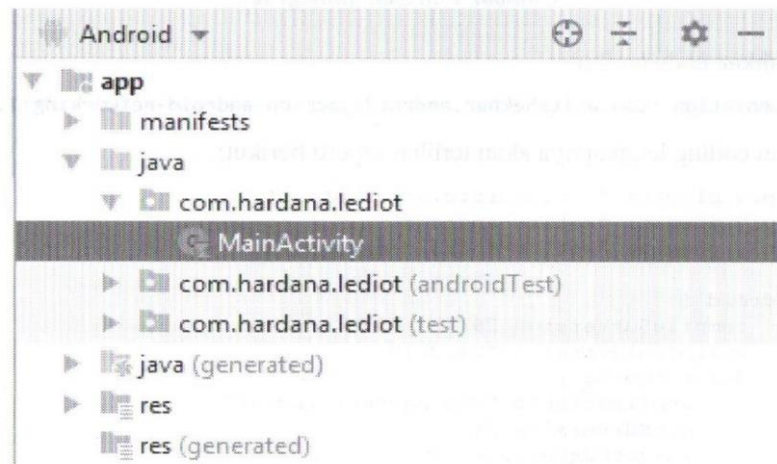 Android
app
manifests
java
com.hardana.lediot
MainActivity
com.hardana.lediot (androidTest)
com.hardana.lediot (test)
java (generated)
res
res (generated)